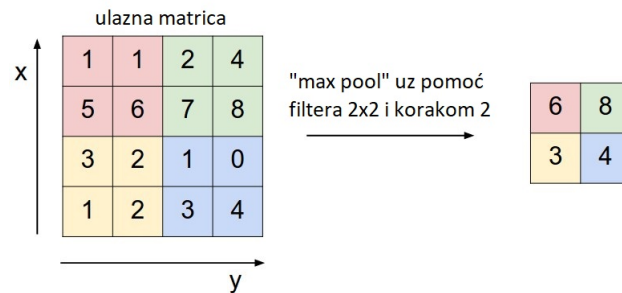 ulazna matrica
x
1 1 2 4
5 6 7 8
3 2 1 0
1 2 3 4
y
"max pool" uz pomoć
filtera 2x2 i korakom 2
6 8
3 4